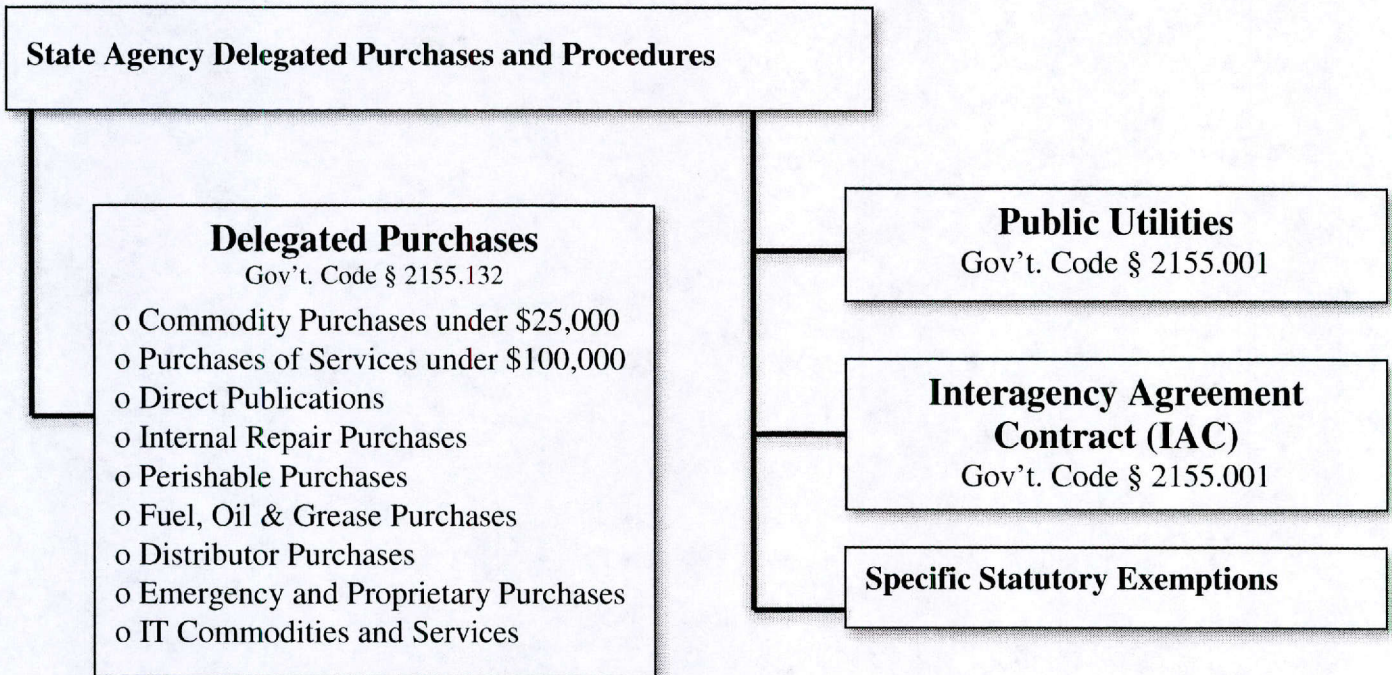 State Agency Delegated Purchases and Procedures
Delegated Purchases
Gov't. Code § 2155.132
o Commodity Purchases under $25,000
o Purchases of Services under $100,000
o Direct Publications
o Internal Repair Purchases
o Perishable Purchases
o Fuel, Oil & Grease Purchases
o Distributor Purchases
o Emergency and Proprietary Purchases
o IT Commodities and Services
Public Utilities
Gov't. Code § 2155.001
Interagency Agreement
Contract (IAC)
Gov't. Code § 2155.001
Specific Statutory Exemptions